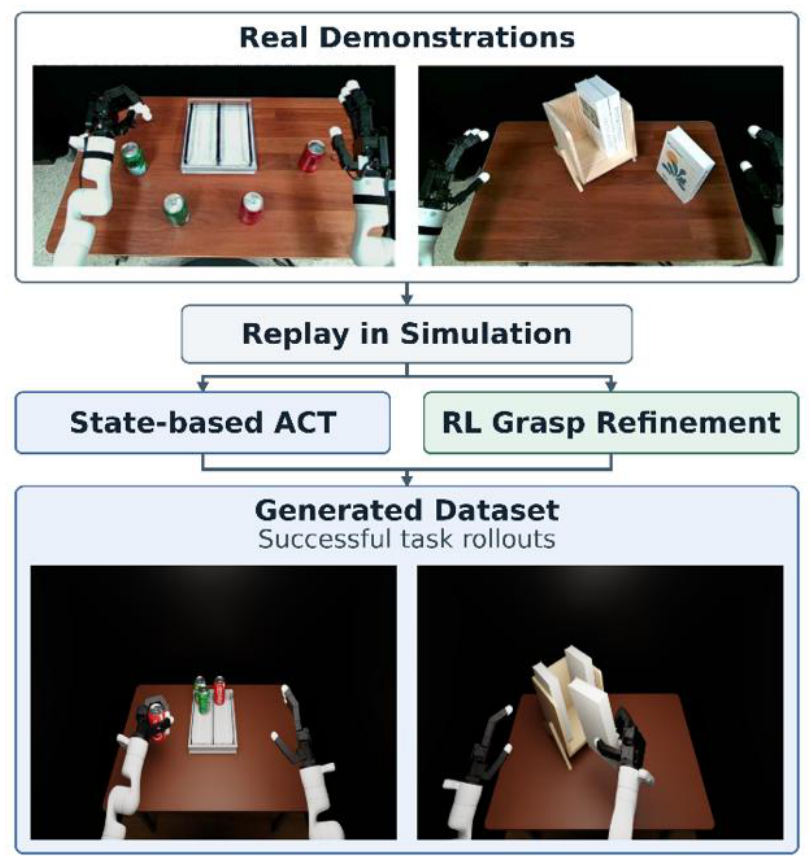 Real Demonstrations
Replay in Simulation
State-based ACT
RL Grasp Refinement
Generated Dataset
Successful task rollouts